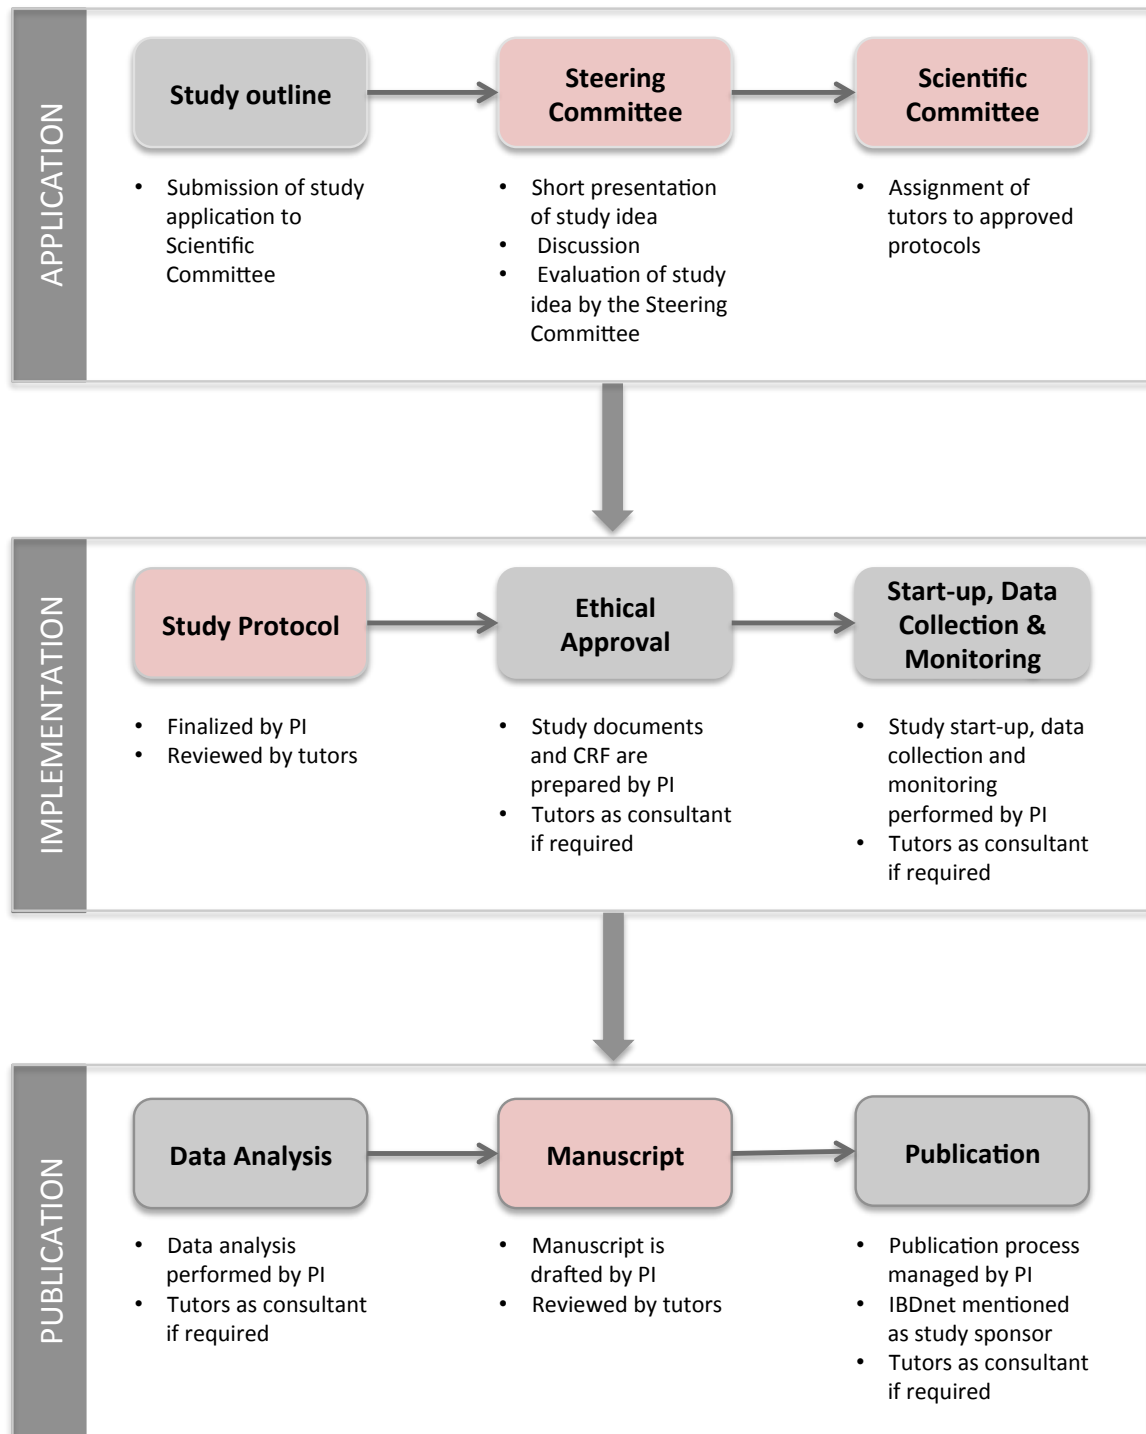 APPLICATION
Study outline
• Submission of study
application to
Scientific
Committee
Steering
Committee
• Short presentation
of study idea
• Discussion
• Evaluation of study
idea by the Steering
Committee
Scientific
Committee
• Assignment of
tutors to approved
protocols
IMPLEMENTATION
Study Protocol
• Finalized by PI
• Reviewed by tutors
Ethical
Approval
• Study documents
and CRF are
prepared by PI
• Tutors as consultant
if required
Start-up, Data
Collection &
Monitoring
• Study start-up, data
collection and
monitoring
performed by PI
• Tutors as consultant
if required
PUBLICATION
Data Analysis
• Data analysis
performed by PI
• Tutors as consultant
if required
Manuscript
• Manuscript is
drafted by PI
• Reviewed by tutors
Publication
• Publication process
managed by PI
• IBDnet mentioned
as study sponsor
• Tutors as consultant
if required